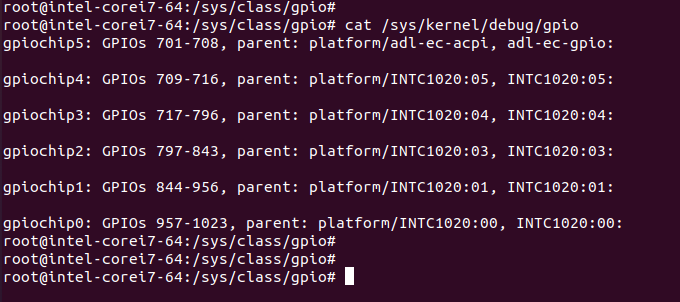 root@intel-corei7-64:/sys/class/gpio#
root@intel-corei7-64:/sys/class/gpio# cat /sys/kernel/debug/gpio
gpiochip5: GPIOs 701-708, parent: platform/adl-ec-acpi, adl-ec-gpio:
gpiochip4: GPIOs 709-716, parent: platform/INTC1020:05, INTC1020:05:
gpiochip3: GPIOs 717-796, parent: platform/INTC1020:04, INTC1020:04:
gpiochip2: GPIOs 797-843, parent: platform/INTC1020:03, INTC1020:03:
gpiochip1: GPIOs 844-956, parent: platform/INTC1020:01, INTC1020:01:
gpiochip0: GPIOs 957-1023, parent: platform/INTC1020:00, INTC1020:00:
root@intel-corei7-64:/sys/class/gpio#
root@intel-corei7-64:/sys/class/gpio#
root@intel-corei7-64:/sys/class/gpio#